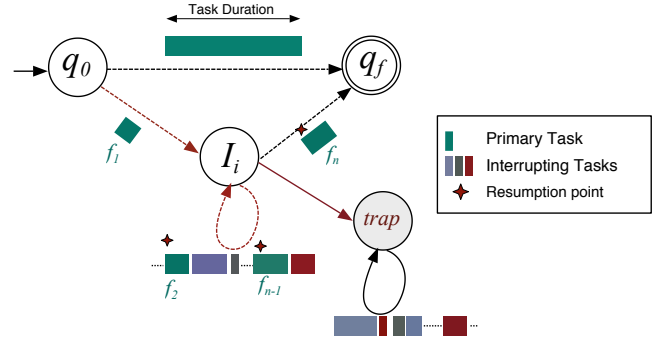 Task Duration
q0
qf
f1
Ii
fn
trap
f2
fn-1
Primary Task
Interrupting Tasks
Resumption point